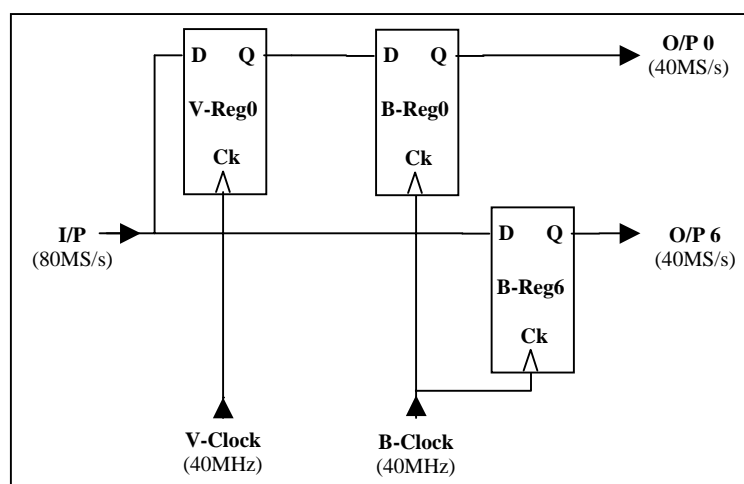 D Q
V-Reg0
Ck
D Q
B-Reg0
Ck
O/P 0
(40MS/s)
I/P
(80MS/s)
D Q
B-Reg6
Ck
O/P 6
(40MS/s)
V-Clock
(40MHz)
B-Clock
(40MHz)